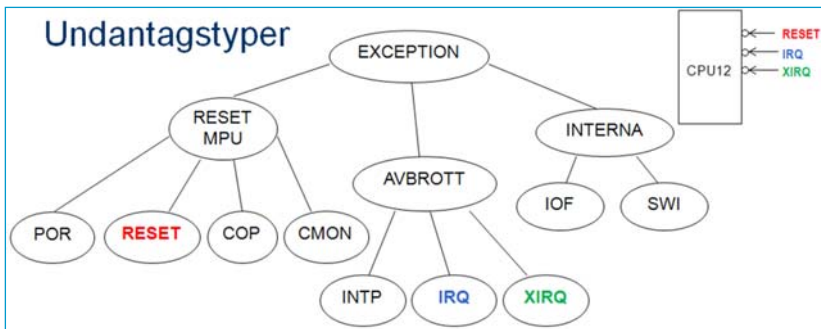 Undantagstyper
EXCEPTION
RESET
IRQ
XIRQ
CPU12
RESET
MPU
INTERNA
AVBROTT
IOF
SWI
POR
RESET
COP
CMON
INTP
IRQ
XIRQ